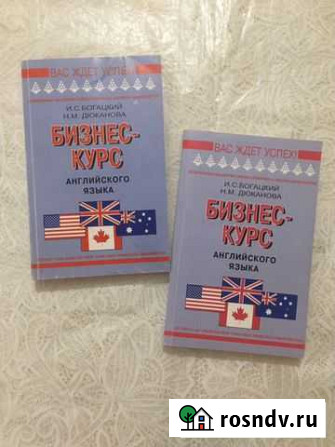 ВАС ЖДЕТ УСПЕХ!
И.С.БОГАЦКИЙ
Н.М.ДЮКАНОВА
БИЗНЕС-
КУРС
АНГЛИЙСКОГО
ЯЗЫКА
ВАС ЖДЕТ УСПЕХ!
И.С.БОГАЦКИЙ
Н.М.ДЮКАНОВА
БИЗНЕС-
КУРС
АНГЛИЙСКОГО
ЯЗЫКА
rosndv.ru